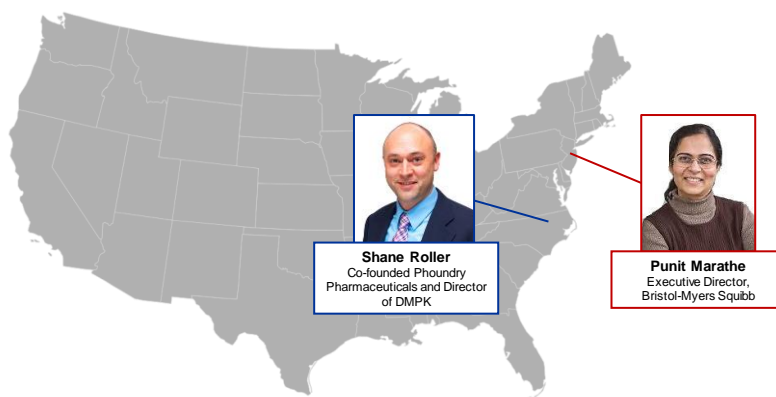 Shane Roller
Co-founded Phoundry
Pharmaceuticals and Director
of DMPK
Punit Marathe
Executive Director,
Bristol-Myers Squibb